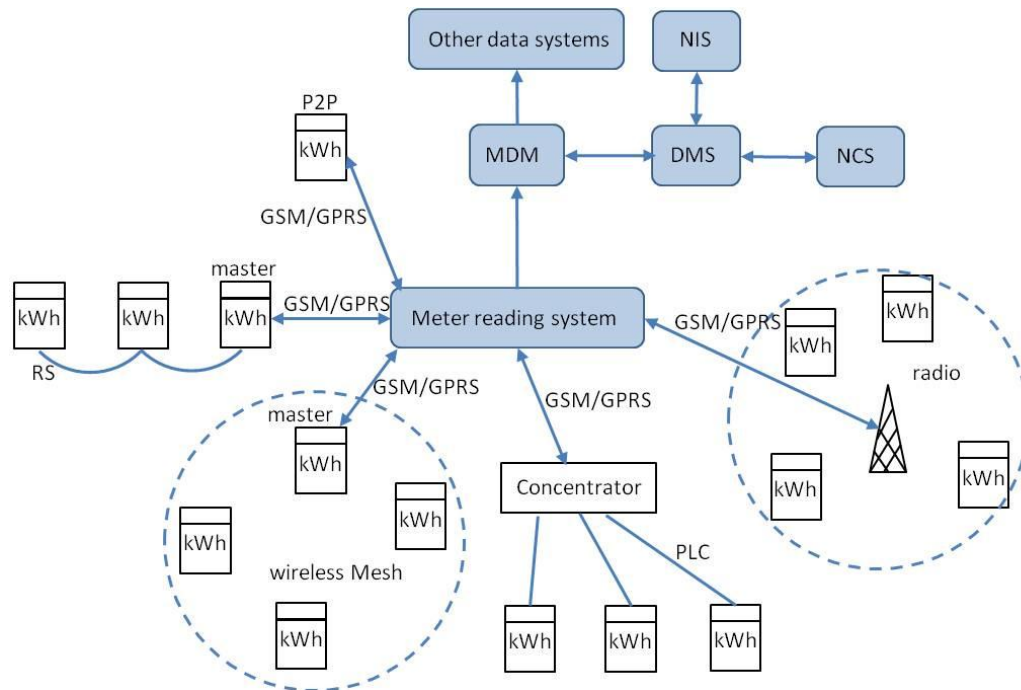 Other data systems
NIS
P2P
kWh
MDM
DMS
NCS
GSM/GPRS
master
kWh
kWh
kWh
GSM/GPRS
RS
Meter reading system
GSM/GPRS
kWh
kWh
radio
kWh
kWh
GSM/GPRS
master
kWh
kWh
kWh
wireless Mesh
kWh
GSM/GPRS
Concentrator
PLC
kWh
kWh
kWh